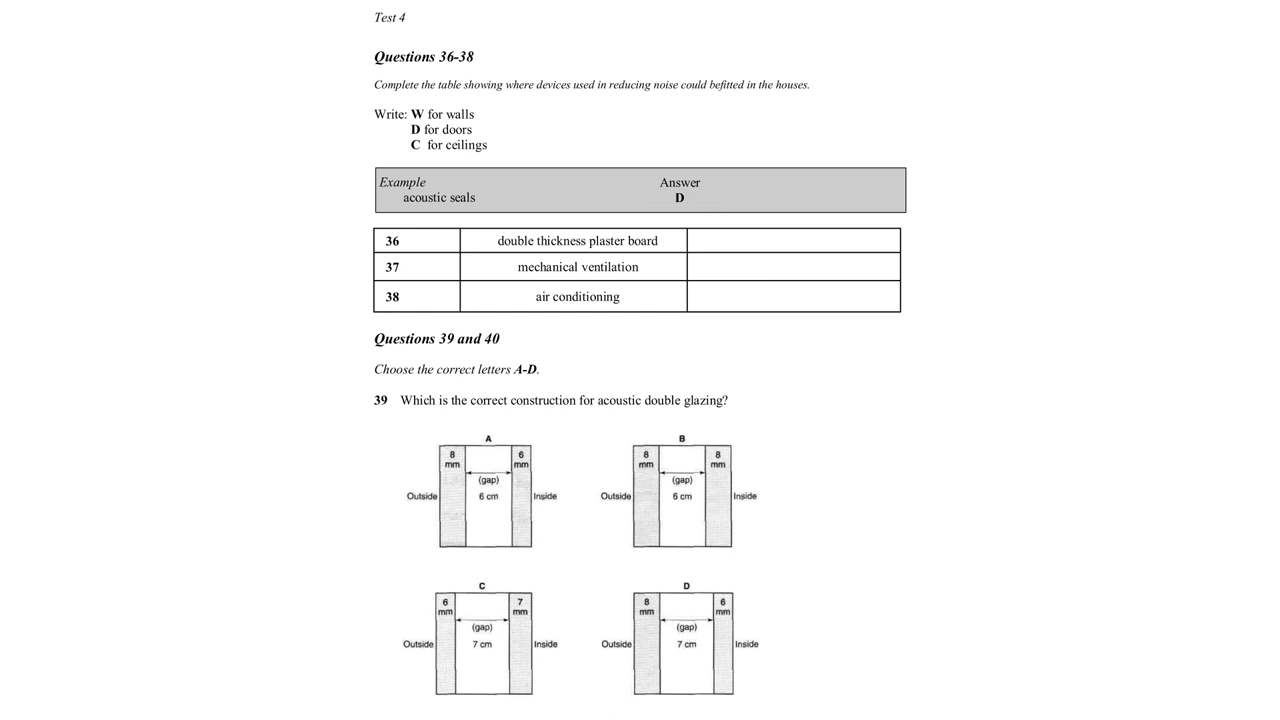 Test 4
Questions 36-38
Complete the table showing where devices used in reducing noise could befitted in the houses.
Write: W for walls
D for doors
C for ceilings
Example Answer
acoustic seals D
36 double thickness plaster board
37 mechanical ventilation
38 air conditioning
Questions 39 and 40
Choose the correct letters A-D.
39 Which is the correct construction for acoustic double glazing?
A B
8 6 8 8
mm mm mm mm
(gap) (gap)
Outside 6 cm Inside Outside 6 cm Inside
C D
6 7 8 6
mm mm mm mm
(gap) (gap)
Outside 7 cm Inside Outside 7 cm Inside